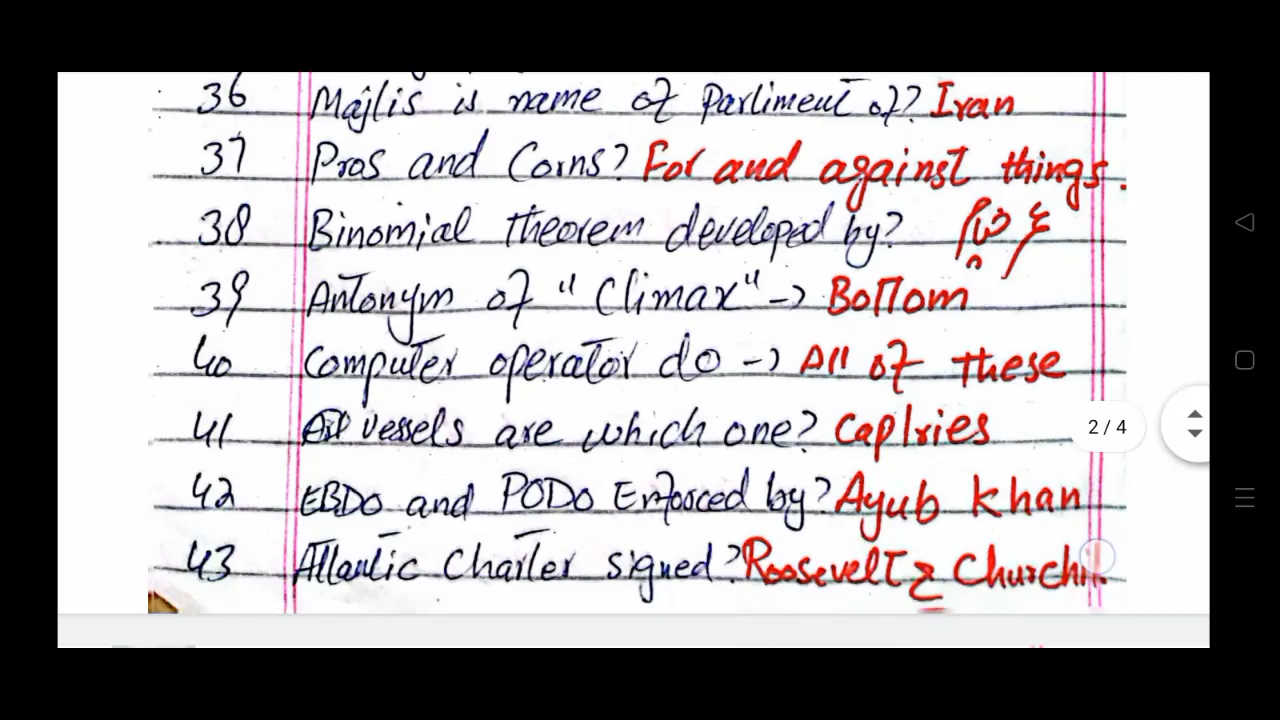 36 Majlis is name of Parliment of? Iran
37 Pros and Corns? For and against things.
38 Binomial theorem developed by? عمر خیام
39 Antonym of "Climax" -> Bottom
40 Computer operator do -> All of these
41 vessels are which one? Caplries
42 EBDO and PODO Enforced by? Ayub Khan
43 Atlantic Charter signed? Roosevelt & Churchil.
2 / 4